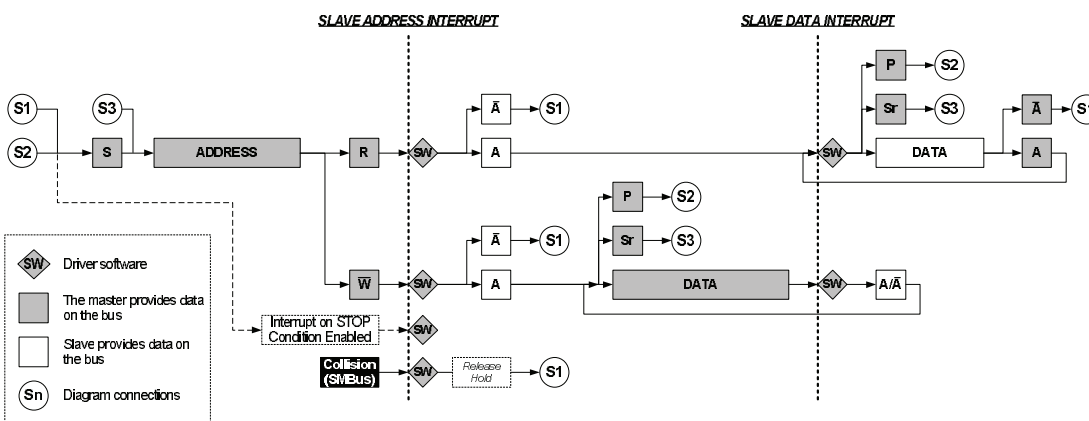 SLAVE ADDRESS INTERRUPT
SLAVE DATA INTERRUPT
P
S2
S1
S3
Ā
S1
Sr
S3
Ā
S1
S2
S
ADDRESS
R
SW
A
SW
DATA
A
P
S2
Ā
S1
Sr
S3
W̅
SW
A
DATA
SW
A/Ā
SW
Driver software
The master provides data
on the bus
Slave provides data on
the bus
Sn
Diagram connections
Interrupt on STOP
Condition Enabled
SW
Collision
(SMBus)
SW
Release
Hold
S1